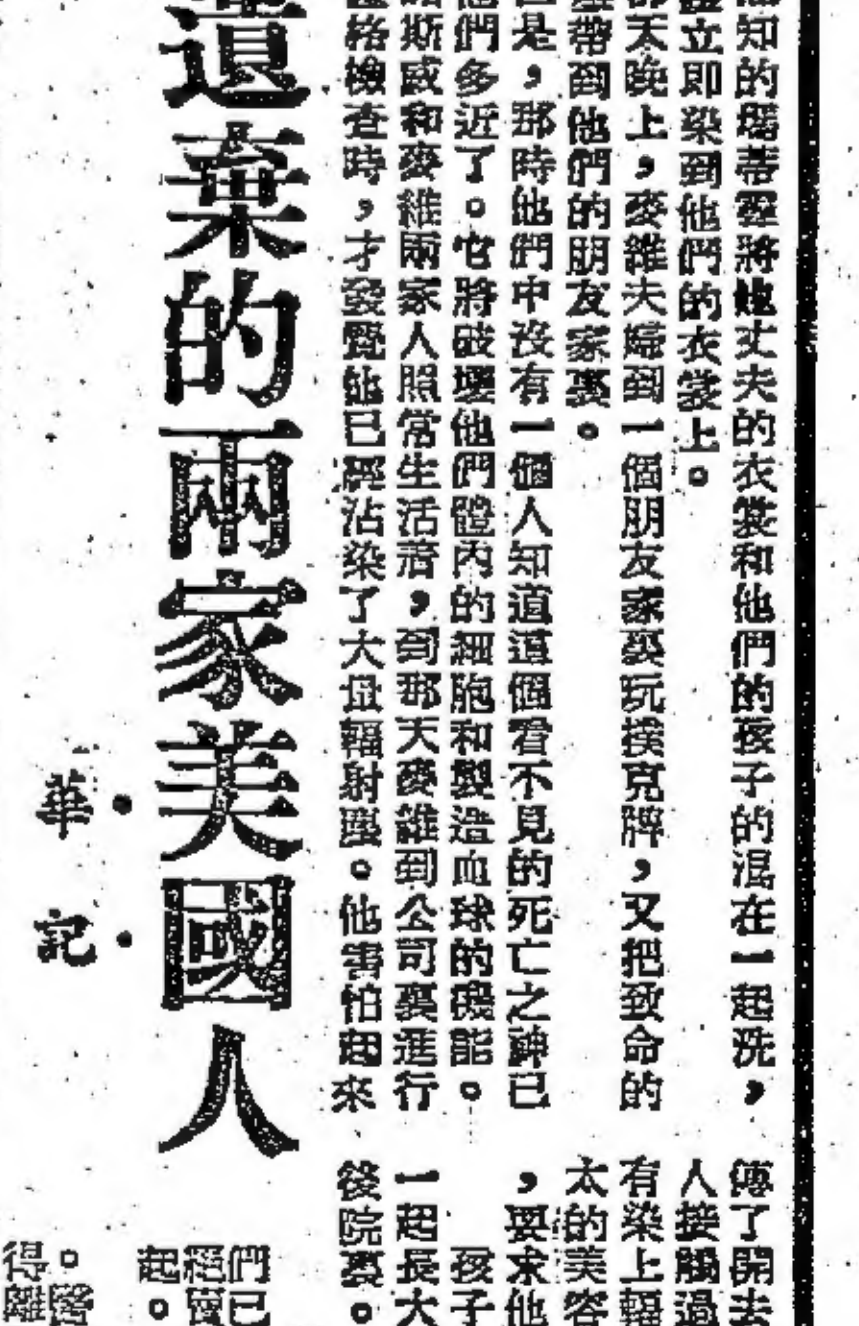 知的瑪蒂靈將她丈夫的衣裳和他們的孩子的混在一起洗，
立即染到他們的衣裳上。
天晚上，麥維夫婦到一個朋友家裏玩撲克牌，又把致命的
帶到他們的朋友家裏。
是，那時他們中沒有一個人知道這個看不見的死亡之神已
他們多近了。它將破壞他們體內的細胞和製造血球的機能。
斯威和麥維兩家人照常生活著，到那天麥維到公司裏進行
格檢查時，才發覺他已經沾染了大量輻射塵。他害怕起來
遺棄的兩家美國人
華記
傳了開去
人接觸過
有染上輻
太的美容
，要求他
孩子
一起長大
後院裏。
們已
絕賣
起。
。醫
得離